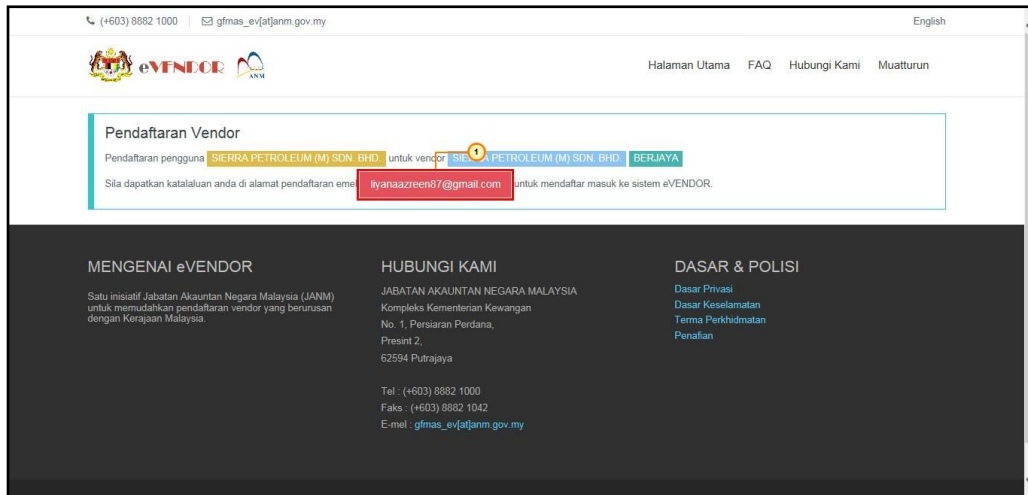 (+603) 8882 1000 gfmas_ev[at]anm.gov.my English
eVENDOR ANM Halaman Utama FAQ Hubungi Kami Muatturun
Pendaftaran Vendor
1
Pendaftaran pengguna SIERRA PETROLEUM (M) SDN. BHD. untuk vendor PETROLEUM (M) SDN. BHD. BERJAYA
Sila dapatkan katalaluan anda di alamat pendaftaran emel liyanaazreen87@gmail.com untuk mendaftar masuk ke sistem eVENDOR.
MENGENAI eVENDOR
Satu inisiatif Jabatan Akauntan Negara Malaysia (JANM)
untuk memudahkan pendaftaran vendor yang berurusan
dengan Kerajaan Malaysia.
HUBUNGI KAMI
JABATAN AKAUNTAN NEGARA MALAYSIA
Kompleks Kementerian Kewangan
No. 1, Persiaran Perdana,
Presint 2,
62594 Putrajaya
Tel : (+603) 8882 1000
Faks : (+603) 8882 1042
E-mel : gfmas_ev[at]anm.gov.my
DASAR & POLISI
Dasar Privasi
Dasar Keselamatan
Terma Perkhidmatan
Penafian